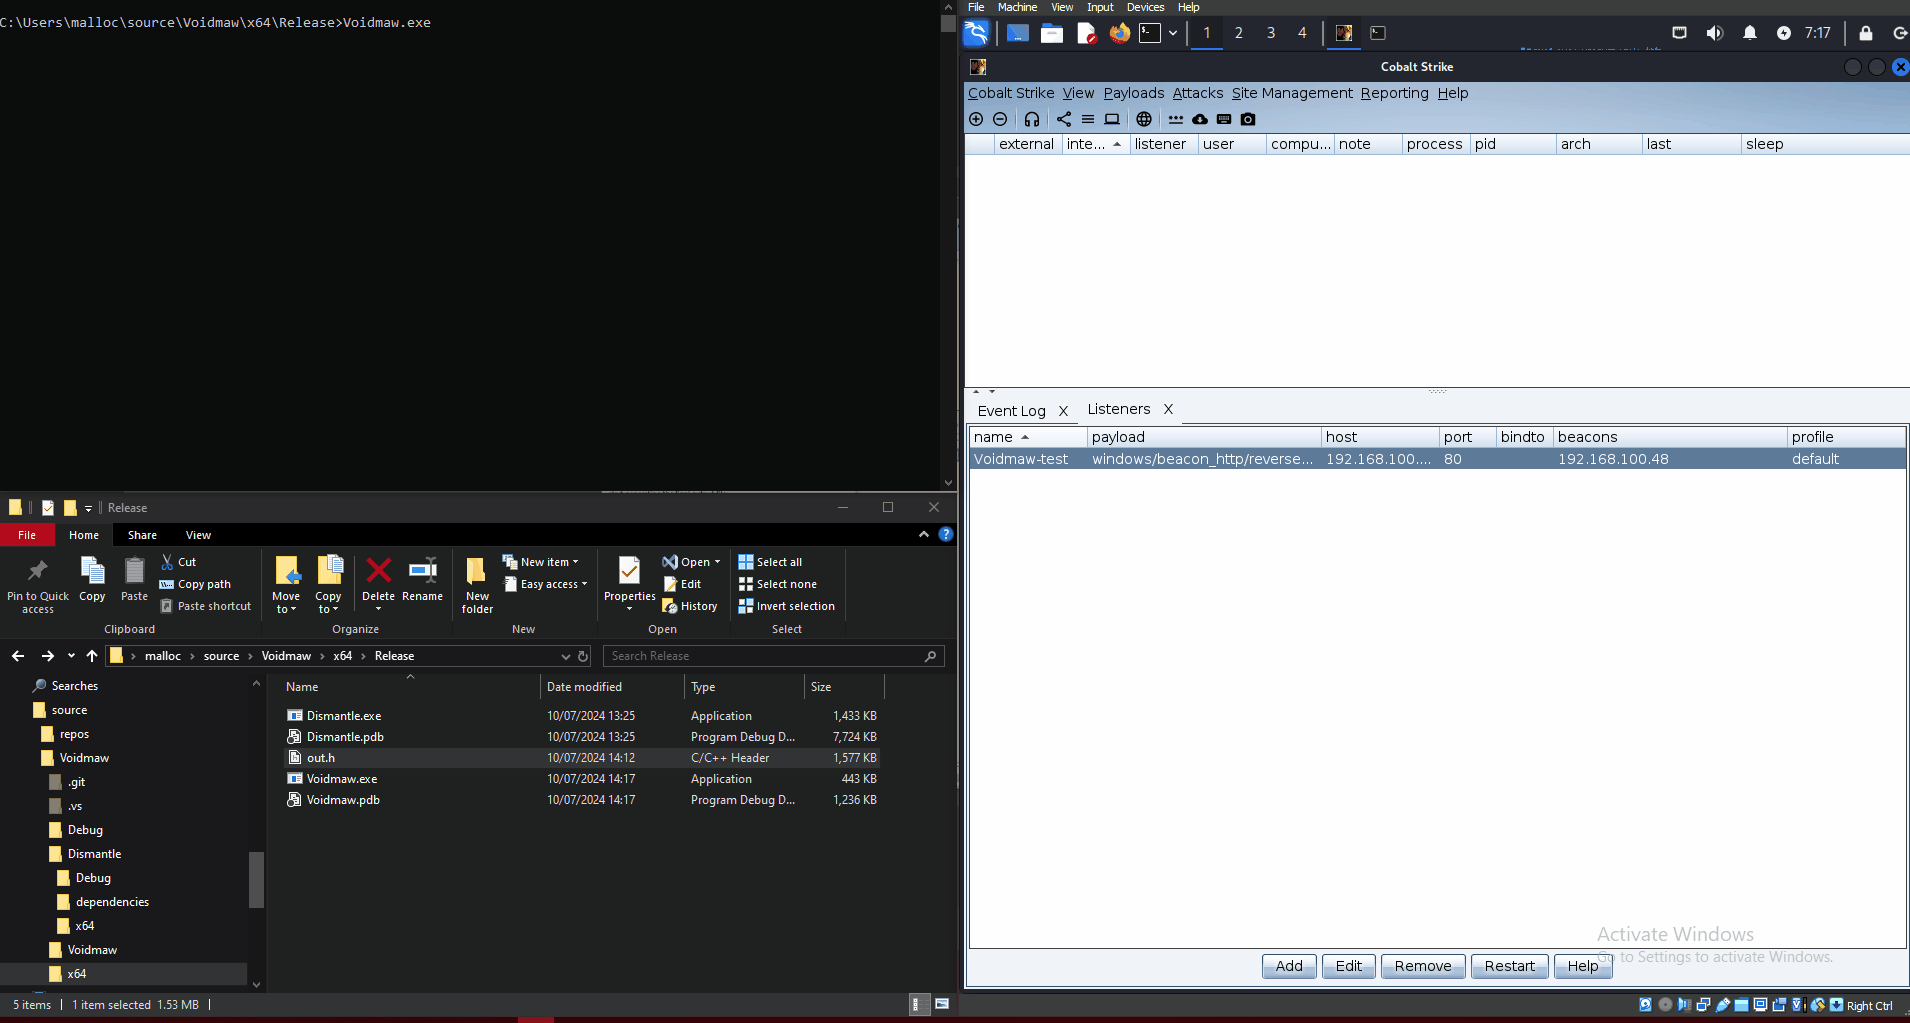 C:\Users\malloc\source\Voidmaw\x64\Release>Voidmaw.exe
Release
File Home Share View
Pin to Quick access
Copy
Paste
Cut
Copy path
Paste shortcut
Move to
Copy to
Delete
Rename
New folder
New item
Easy access
Properties
Open
Edit
History
Select all
Select none
Invert selection
Clipboard Organize New Open Select
malloc › source › Voidmaw › x64 › Release
Search Release
Searches
source
repos
Voidmaw
.git
.vs
Debug
Dismantle
Debug
dependencies
x64
Voidmaw
x64
Name Date modified Type Size
Dismantle.exe 10/07/2024 13:25 Application 1,433 KB
Dismantle.pdb 10/07/2024 13:25 Program Debug D... 7,724 KB
out.h 10/07/2024 14:12 C/C++ Header 1,577 KB
Voidmaw.exe 10/07/2024 14:17 Application 443 KB
Voidmaw.pdb 10/07/2024 14:17 Program Debug D... 1,236 KB
5 items 1 item selected 1.53 MB
File Machine View Input Devices Help
1 2 3 4 7:17
Cobalt Strike
Cobalt Strike View Payloads Attacks Site Management Reporting Help
external inte... listener user compu... note process pid arch last sleep
Event Log X Listeners X
name payload host port bindto beacons profile
Voidmaw-test windows/beacon_http/reverse... 192.168.100.... 80 192.168.100.48 default
Activate Windows
Go to Settings to activate Windows.
Add Edit Remove Restart Help
Right Ctrl